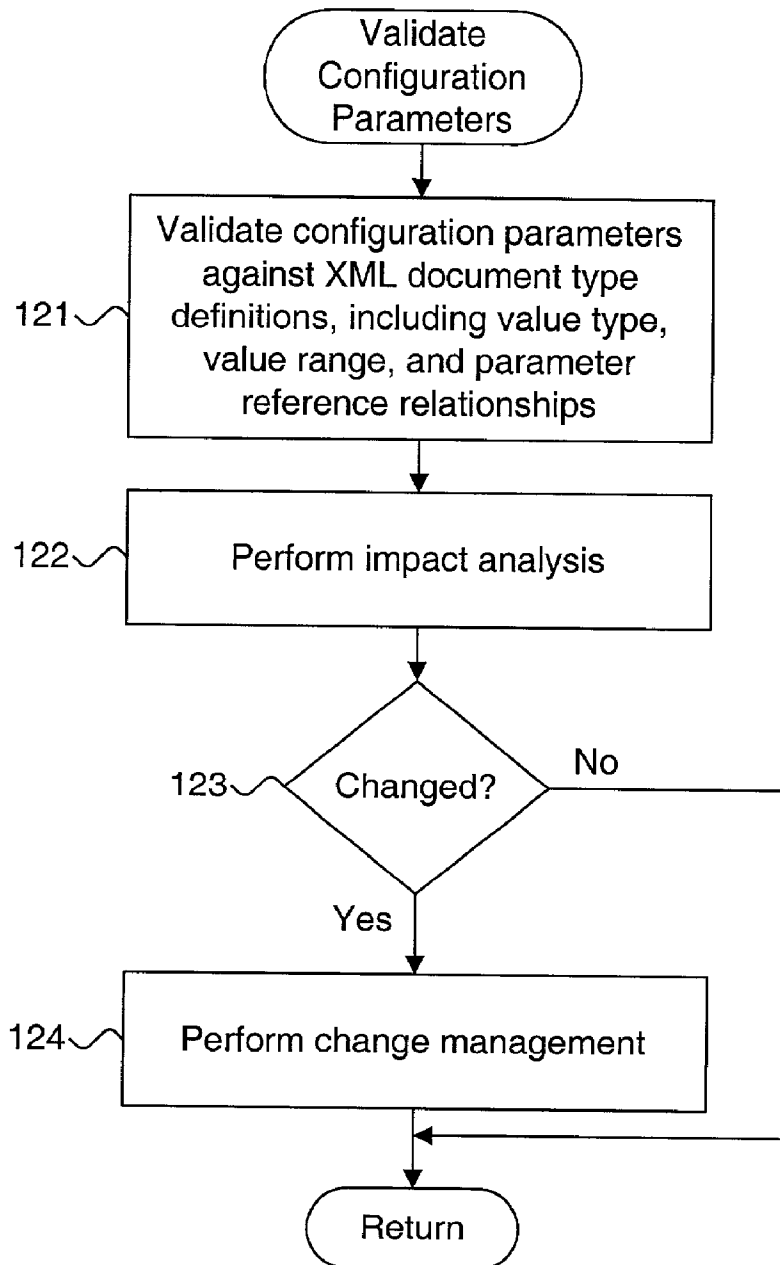 Validate
Configuration
Parameters
Validate configuration parameters
against XML document type
definitions, including value type,
value range, and parameter
reference relationships
121
Perform impact analysis
122
Changed?
123
No
Yes
Perform change management
124
Return